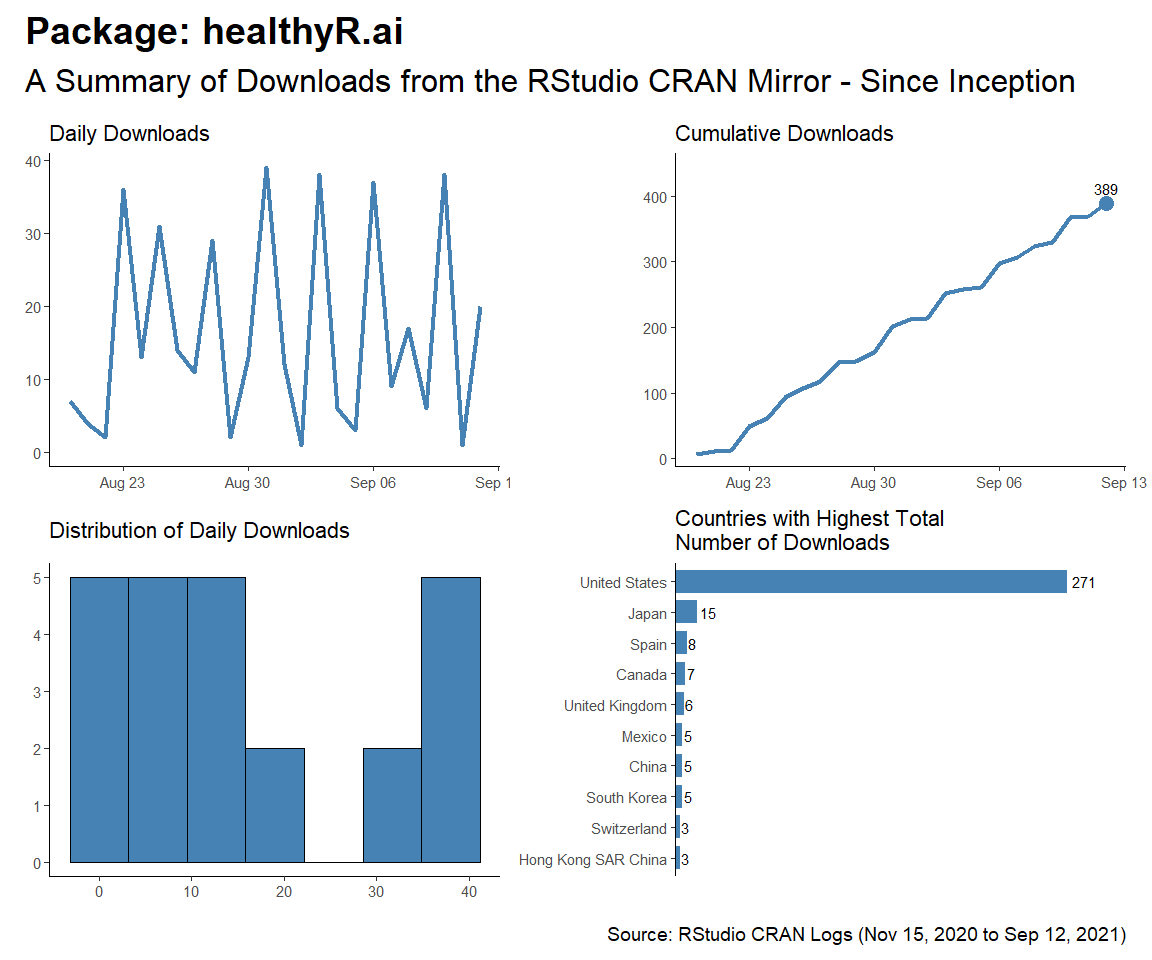 Package: healthyR.ai
A Summary of Downloads from the RStudio CRAN Mirror - Since Inception
Daily Downloads
40
30
20
10
0
Aug 23 Aug 30 Sep 06 Sep 1
Cumulative Downloads
389
400
300
200
100
0
Aug 23 Aug 30 Sep 06 Sep 13
Distribution of Daily Downloads
5
4
3
2
1
0
0 10 20 30 40
Countries with Highest Total
Number of Downloads
United States 271
Japan 15
Spain 8
Canada 7
United Kingdom 6
Mexico 5
China 5
South Korea 5
Switzerland 3
Hong Kong SAR China 3
Source: RStudio CRAN Logs (Nov 15, 2020 to Sep 12, 2021)